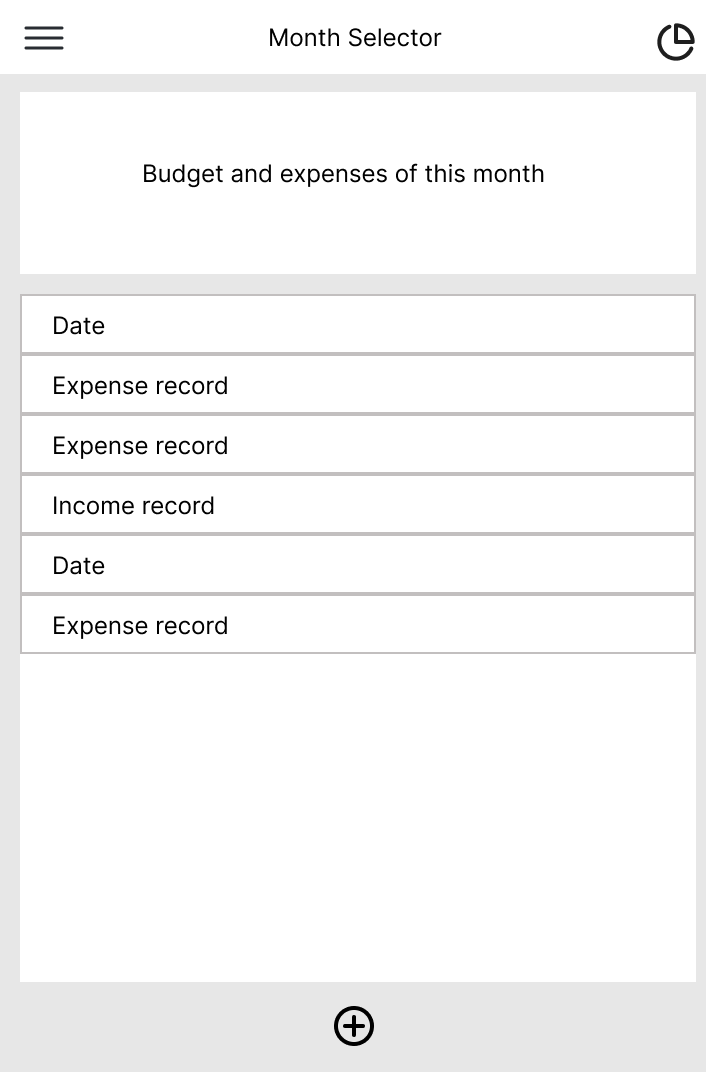 Month Selector
Budget and expenses of this month
Date
Expense record
Expense record
Income record
Date
Expense record